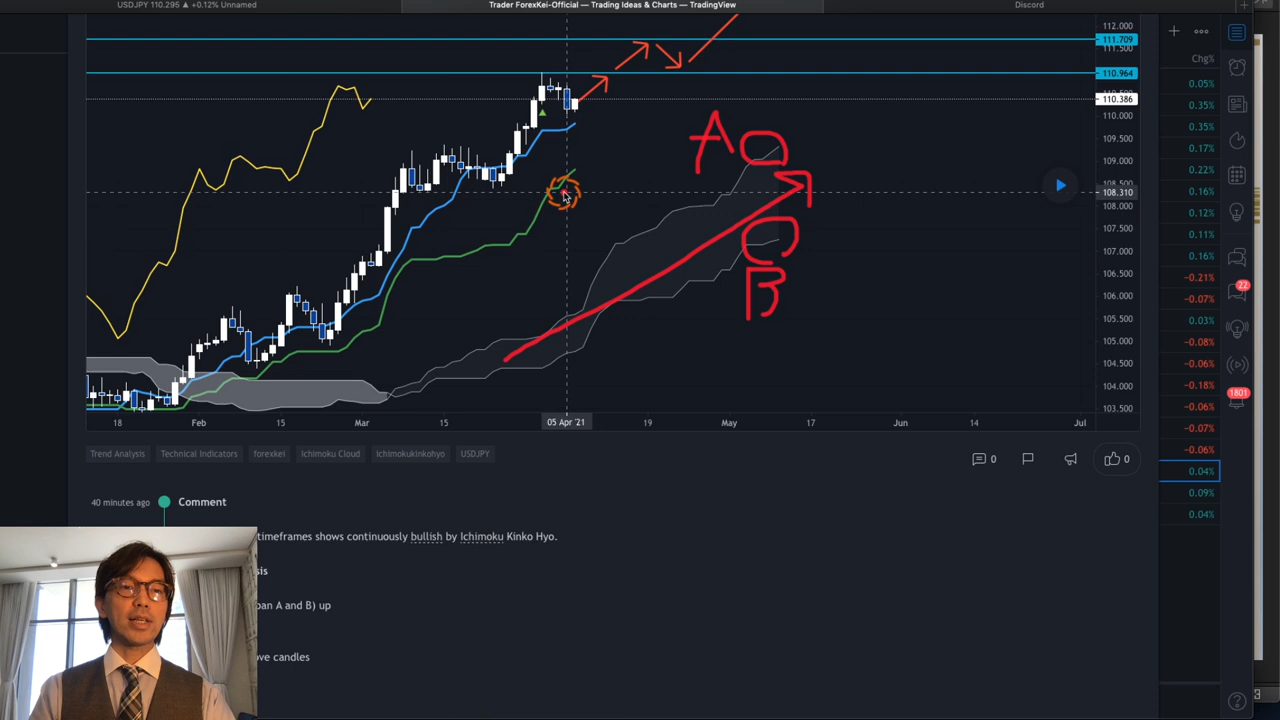 USDJPY 110.295 ▲ +0.12% Unnamed
Trader ForexKei-Official — Trading Ideas & Charts — TradingView
Discord
112.000
111.709
111.500
110.964
110.386
110.000
109.500
109.000
108.500
108.310
108.000
107.500
107.000
106.500
106.000
105.500
105.000
104.500
104.000
103.500
A
B
18
Feb
15
Mar
15
05 Apr '21
19
May
17
Jun
14
Jul
Chg%
0.05%
0.35%
0.35%
0.17%
0.22%
0.16%
0.12%
0.11%
0.16%
−0.21%
−0.07%
0.03%
−0.08%
−0.06%
−0.18%
−0.06%
−0.07%
−0.06%
0.04%
0.09%
0.04%
22
1801
Trend Analysis
Technical Indicators
forexkei
Ichimoku Cloud
Ichimokukinkohyo
USDJPY
0
0
40 minutes ago
Comment
timeframes shows continuously bullish by Ichimoku Kinko Hyo.
and B) up
candles